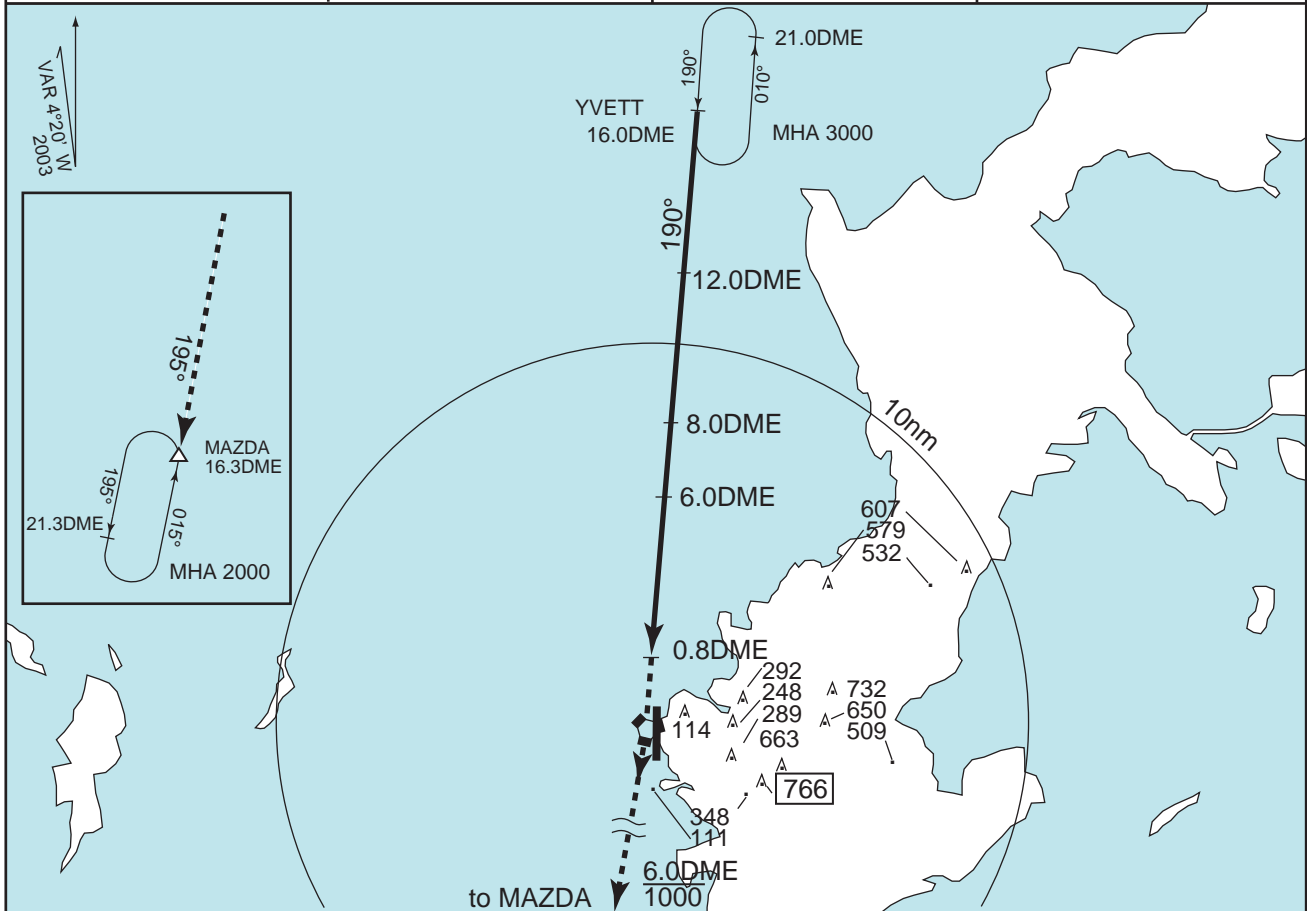 21.0DME
190°
010°
YVETT
16.0DME
MHA 3000
VAR 4°20' W
2003
190°
12.0DME
195°
10nm
8.0DME
MAZDA
16.3DME
6.0DME
195°
015°
21.3DME
MHA 2000
607
579
532
0.8DME
292
248
289
663
732
650
509
114
766
348
111
6.0DME
1000
to MAZDA